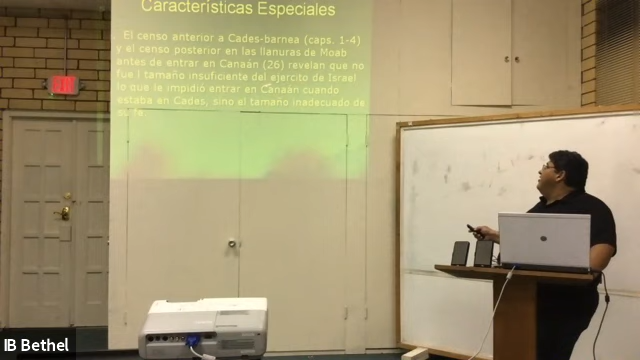 Características Especiales
El censo anterior a Cades-barnea (caps. 1-4)
y el censo posterior en las llanuras de Moab
antes de entrar en Canaán (26) revelan que no
fue l tamaño insuficiente del ejercito de Israel
lo que le impidió entrar en Canaán cuando
estaba en Cades, sino el tamaño inadecuado de
su fe.
EXIT
IB Bethel